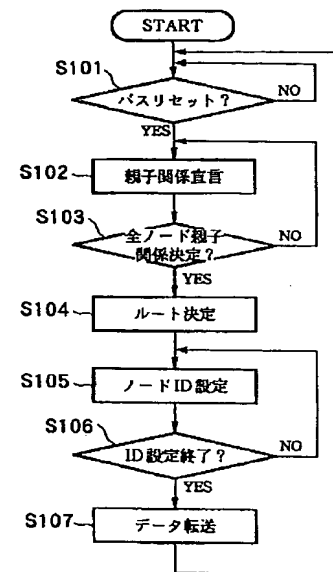 START
S101
バスリセット?
NO
YES
S102
親子関係宣言
S103
全ノード親子
関係決定?
NO
YES
S104
ルート決定
S105
ノードID設定
S106
ID設定終了?
NO
YES
S107
データ転送